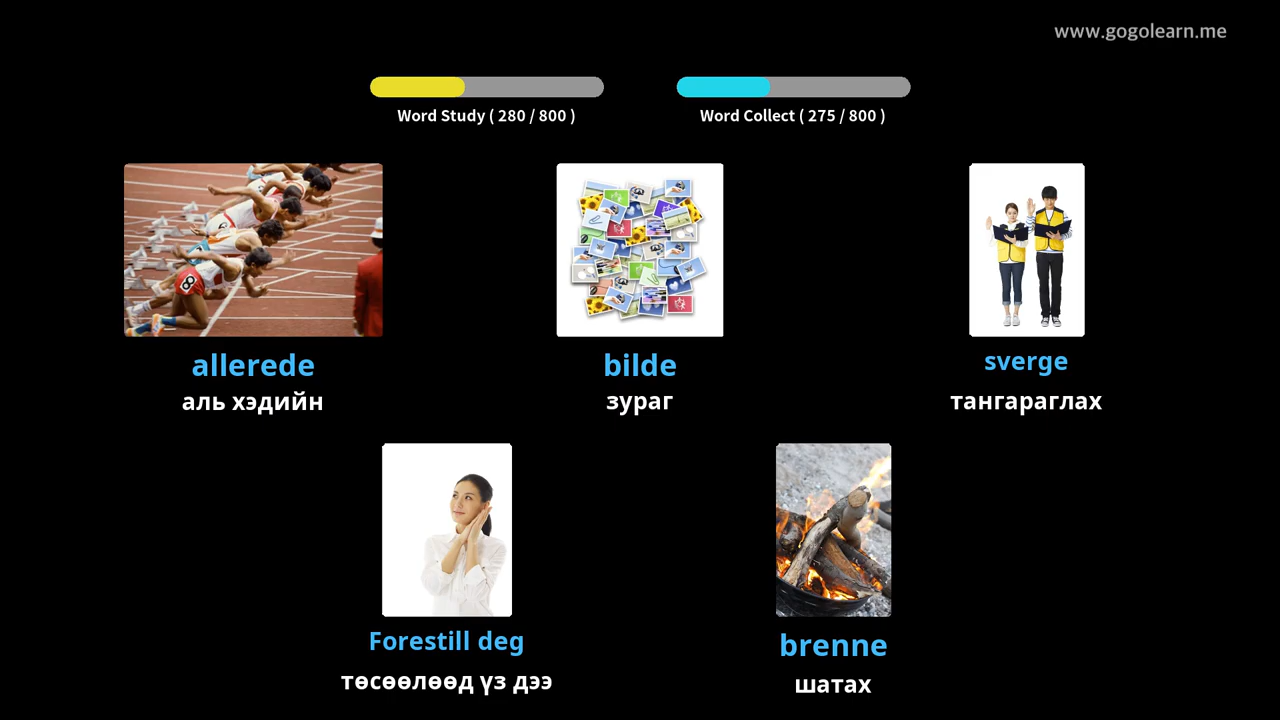 www.gogolearn.me
Word Study ( 280 / 800 )
Word Collect ( 275 / 800 )
allerede
аль хэдийн
bilde
зураг
sverge
тангараглах
Forestill deg
төсөөлөөд үз дээ
brenne
шатах